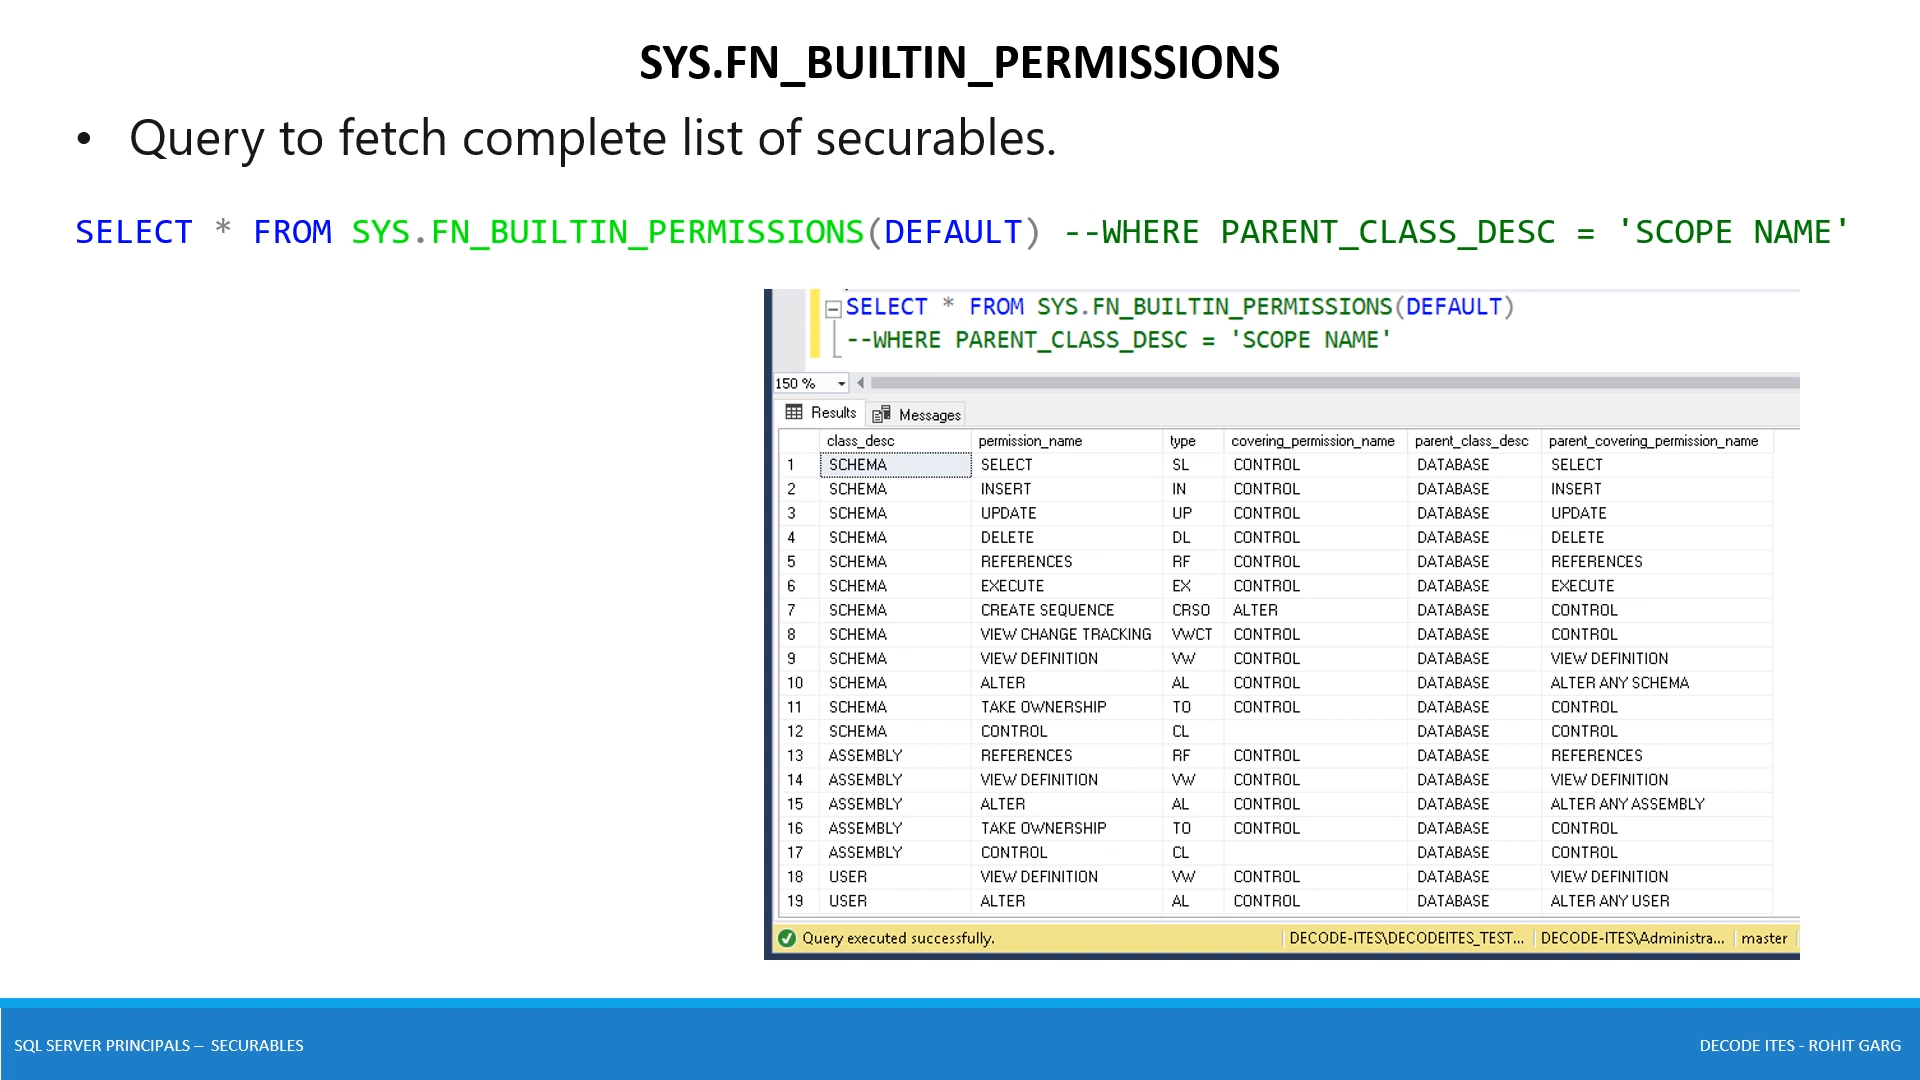 SYS.FN_BUILTIN_PERMISSIONS
• Query to fetch complete list of securables.
SELECT * FROM SYS.FN_BUILTIN_PERMISSIONS(DEFAULT) --WHERE PARENT_CLASS_DESC = 'SCOPE NAME'
SELECT * FROM SYS.FN_BUILTIN_PERMISSIONS(DEFAULT)
--WHERE PARENT_CLASS_DESC = 'SCOPE NAME'
150 %
Results Messages
class_desc permission_name type covering_permission_name parent_class_desc parent_covering_permission_name
1 SCHEMA SELECT SL CONTROL DATABASE SELECT
2 SCHEMA INSERT IN CONTROL DATABASE INSERT
3 SCHEMA UPDATE UP CONTROL DATABASE UPDATE
4 SCHEMA DELETE DL CONTROL DATABASE DELETE
5 SCHEMA REFERENCES RF CONTROL DATABASE REFERENCES
6 SCHEMA EXECUTE EX CONTROL DATABASE EXECUTE
7 SCHEMA CREATE SEQUENCE CRSO ALTER DATABASE CONTROL
8 SCHEMA VIEW CHANGE TRACKING VWCT CONTROL DATABASE CONTROL
9 SCHEMA VIEW DEFINITION VW CONTROL DATABASE VIEW DEFINITION
10 SCHEMA ALTER AL CONTROL DATABASE ALTER ANY SCHEMA
11 SCHEMA TAKE OWNERSHIP TO CONTROL DATABASE CONTROL
12 SCHEMA CONTROL CL DATABASE CONTROL
13 ASSEMBLY REFERENCES RF CONTROL DATABASE REFERENCES
14 ASSEMBLY VIEW DEFINITION VW CONTROL DATABASE VIEW DEFINITION
15 ASSEMBLY ALTER AL CONTROL DATABASE ALTER ANY ASSEMBLY
16 ASSEMBLY TAKE OWNERSHIP TO CONTROL DATABASE CONTROL
17 ASSEMBLY CONTROL CL DATABASE CONTROL
18 USER VIEW DEFINITION VW CONTROL DATABASE VIEW DEFINITION
19 USER ALTER AL CONTROL DATABASE ALTER ANY USER
Query executed successfully. DECODE-ITES\DECODEITES_TEST... DECODE-ITES\Administra... master
SQL SERVER PRINCIPALS – SECURABLES
DECODE ITES - ROHIT GARG